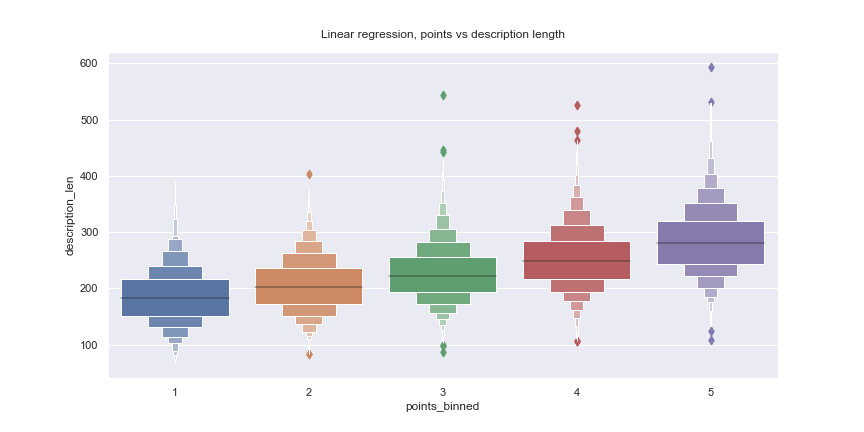 Linear regression, points vs description length
600
500
400
300
200
100
description_len
1 2 3 4 5
points_binned